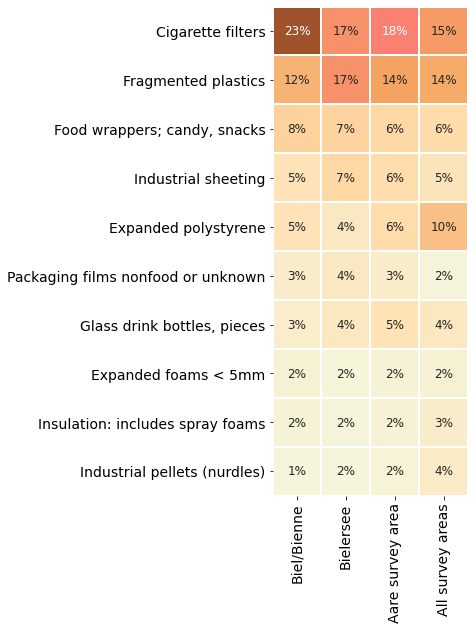 Cigarette filters 23% 17% 18% 15%
Fragmented plastics 12% 17% 14% 14%
Food wrappers; candy, snacks 8% 7% 6% 6%
Industrial sheeting 5% 7% 6% 5%
Expanded polystyrene 5% 4% 6% 10%
Packaging films nonfood or unknown 3% 4% 3% 2%
Glass drink bottles, pieces 3% 4% 5% 4%
Expanded foams < 5mm 2% 2% 2% 2%
Insulation: includes spray foams 2% 2% 2% 3%
Industrial pellets (nurdles) 1% 2% 2% 4%
Biel/Bienne
Bielersee
Aare survey area
All survey areas